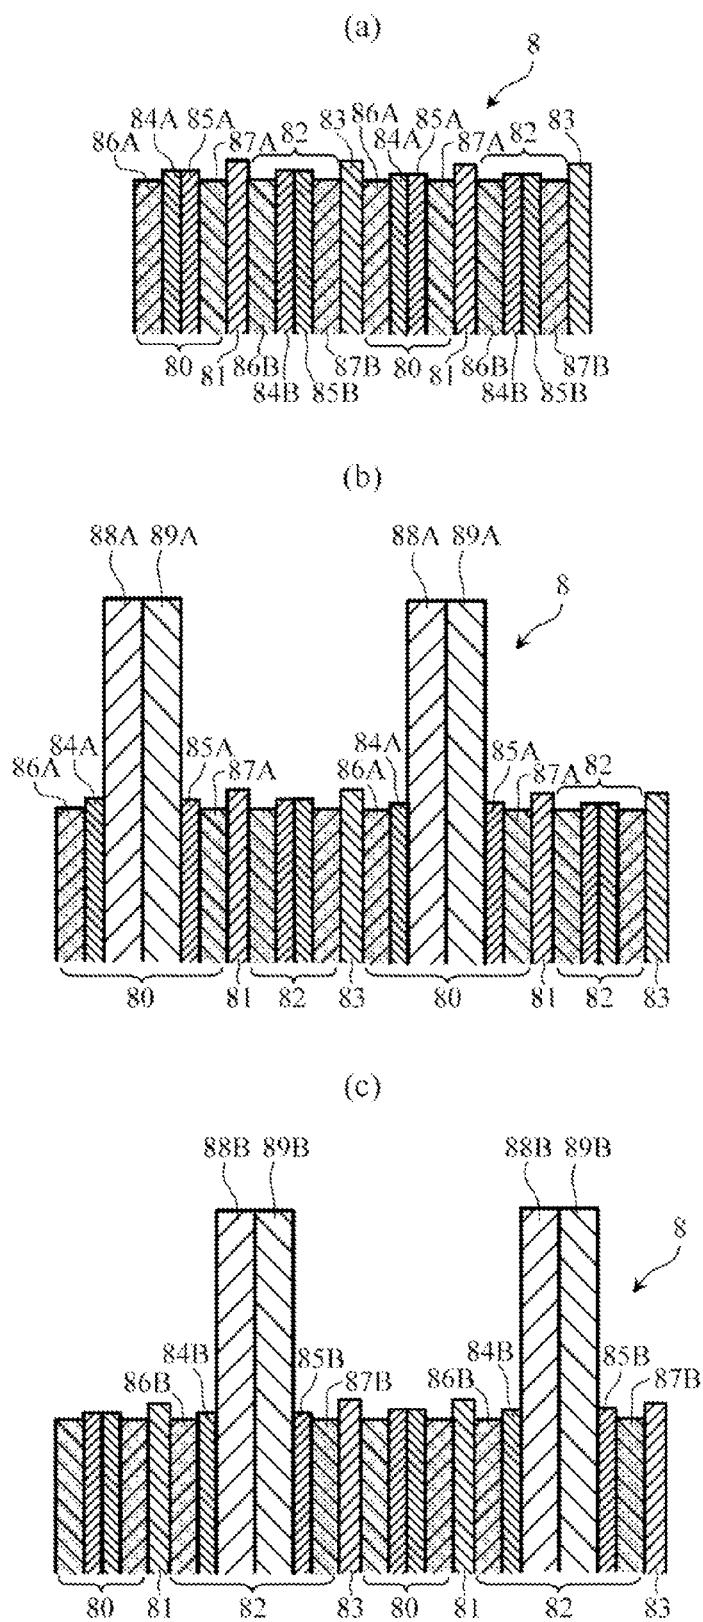 (a)
8
84A 85A 82 83 86A 85A 82 83
86A 87A 84A 87A
80 81 86B 87B 80 81 86B 87B
84B 85B 84B 85B
(b)
88A 89A 88A 89A
8
84A 85A 84A 85A 82
86A 87A 86A 87A
80 81 82 83 80 81 82 83
(c)
88B 89B 88B 89B
8
84B 85B 84B 85B
86B 87B 86B 87B
80 81 82 83 80 81 82 83